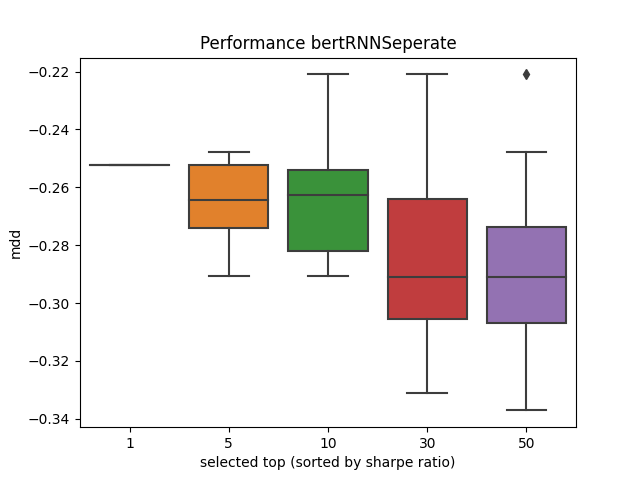 Performance bertRNNSeperate
mdd
−0.22
−0.24
−0.26
−0.28
−0.30
−0.32
−0.34
1 5 10 30 50
selected top (sorted by sharpe ratio)